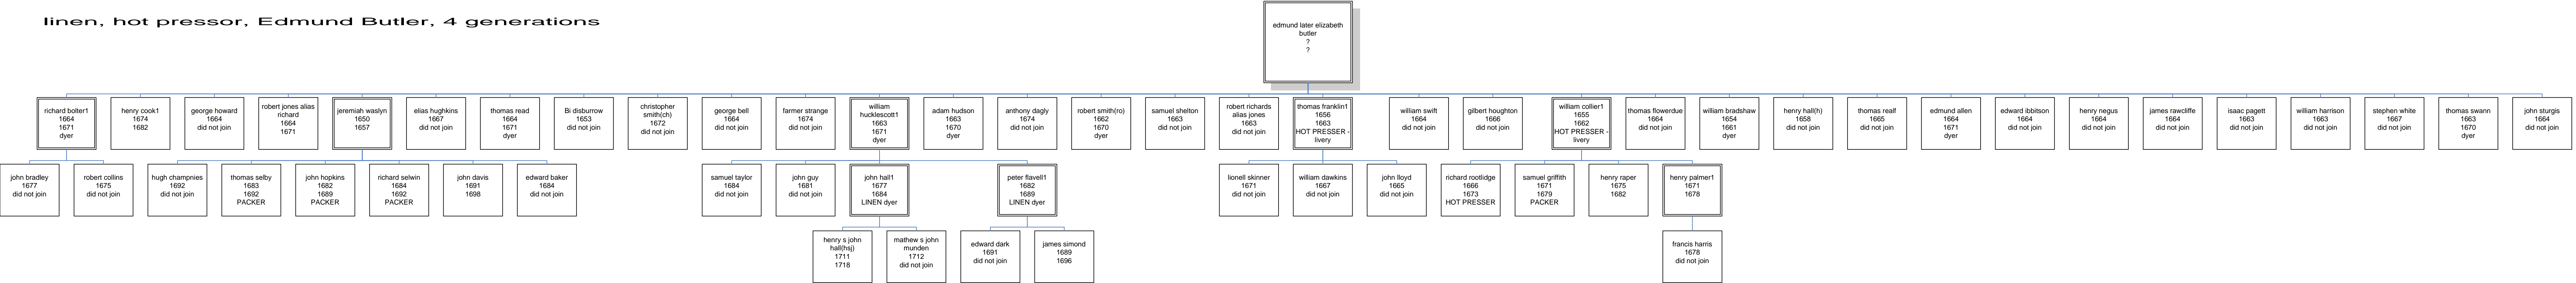 linen, hot pressor, Edmund Butler, 4 generations
edmund later elizabeth
butler
?
?
richard bolter1
1664
1671
dyer
henry cook1
1674
1682
george howard
1664
did not join
robert jones alias
richard
1664
1671
jeremiah waslyn
1650
1657
elias hughkins
1667
did not join
thomas read
1664
1671
dyer
Bi disburrow
1653
did not join
christopher
smith(ch)
1672
did not join
george bell
1664
did not join
farmer strange
1674
did not join
william
hucklescott1
1663
1671
dyer
adam hudson
1663
1670
dyer
anthony dagly
1674
did not join
robert smith(ro)
1662
1670
dyer
samuel shelton
1663
did not join
robert richards
alias jones
1663
did not join
thomas franklin1
1656
1663
HOT PRESSER -
livery
william swift
1664
did not join
gilbert houghton
1666
did not join
william collier1
1655
1662
HOT PRESSER -
livery
thomas flowerdue
1664
did not join
william bradshaw
1654
1661
dyer
henry hall(h)
1658
did not join
thomas realf
1665
did not join
edmund allen
1664
1671
dyer
edward ibbitson
1664
did not join
henry negus
1664
did not join
james rawcliffe
1664
did not join
isaac pagett
1663
did not join
william harrison
1663
did not join
stephen white
1667
did not join
thomas swann
1663
1670
dyer
john sturgis
1664
did not join
john bradley
1677
did not join
robert collins
1675
did not join
hugh champnies
1692
did not join
thomas selby
1683
1692
PACKER
john hopkins
1682
1689
PACKER
richard selwin
1684
1692
PACKER
john davis
1691
1698
edward baker
1684
did not join
samuel taylor
1684
did not join
john guy
1681
did not join
john hall1
1677
1684
LINEN dyer
peter flavell1
1682
1689
LINEN dyer
lionell skinner
1671
did not join
william dawkins
1667
did not join
john lloyd
1665
did not join
richard rootlidge
1666
1673
HOT PRESSER
samuel griffith
1671
1679
PACKER
henry raper
1675
1682
henry palmer1
1671
1678
henry s john
hall(hsj)
1711
1718
mathew s john
munden
1712
did not join
edward dark
1691
did not join
james simond
1689
1696
francis harris
1678
did not join